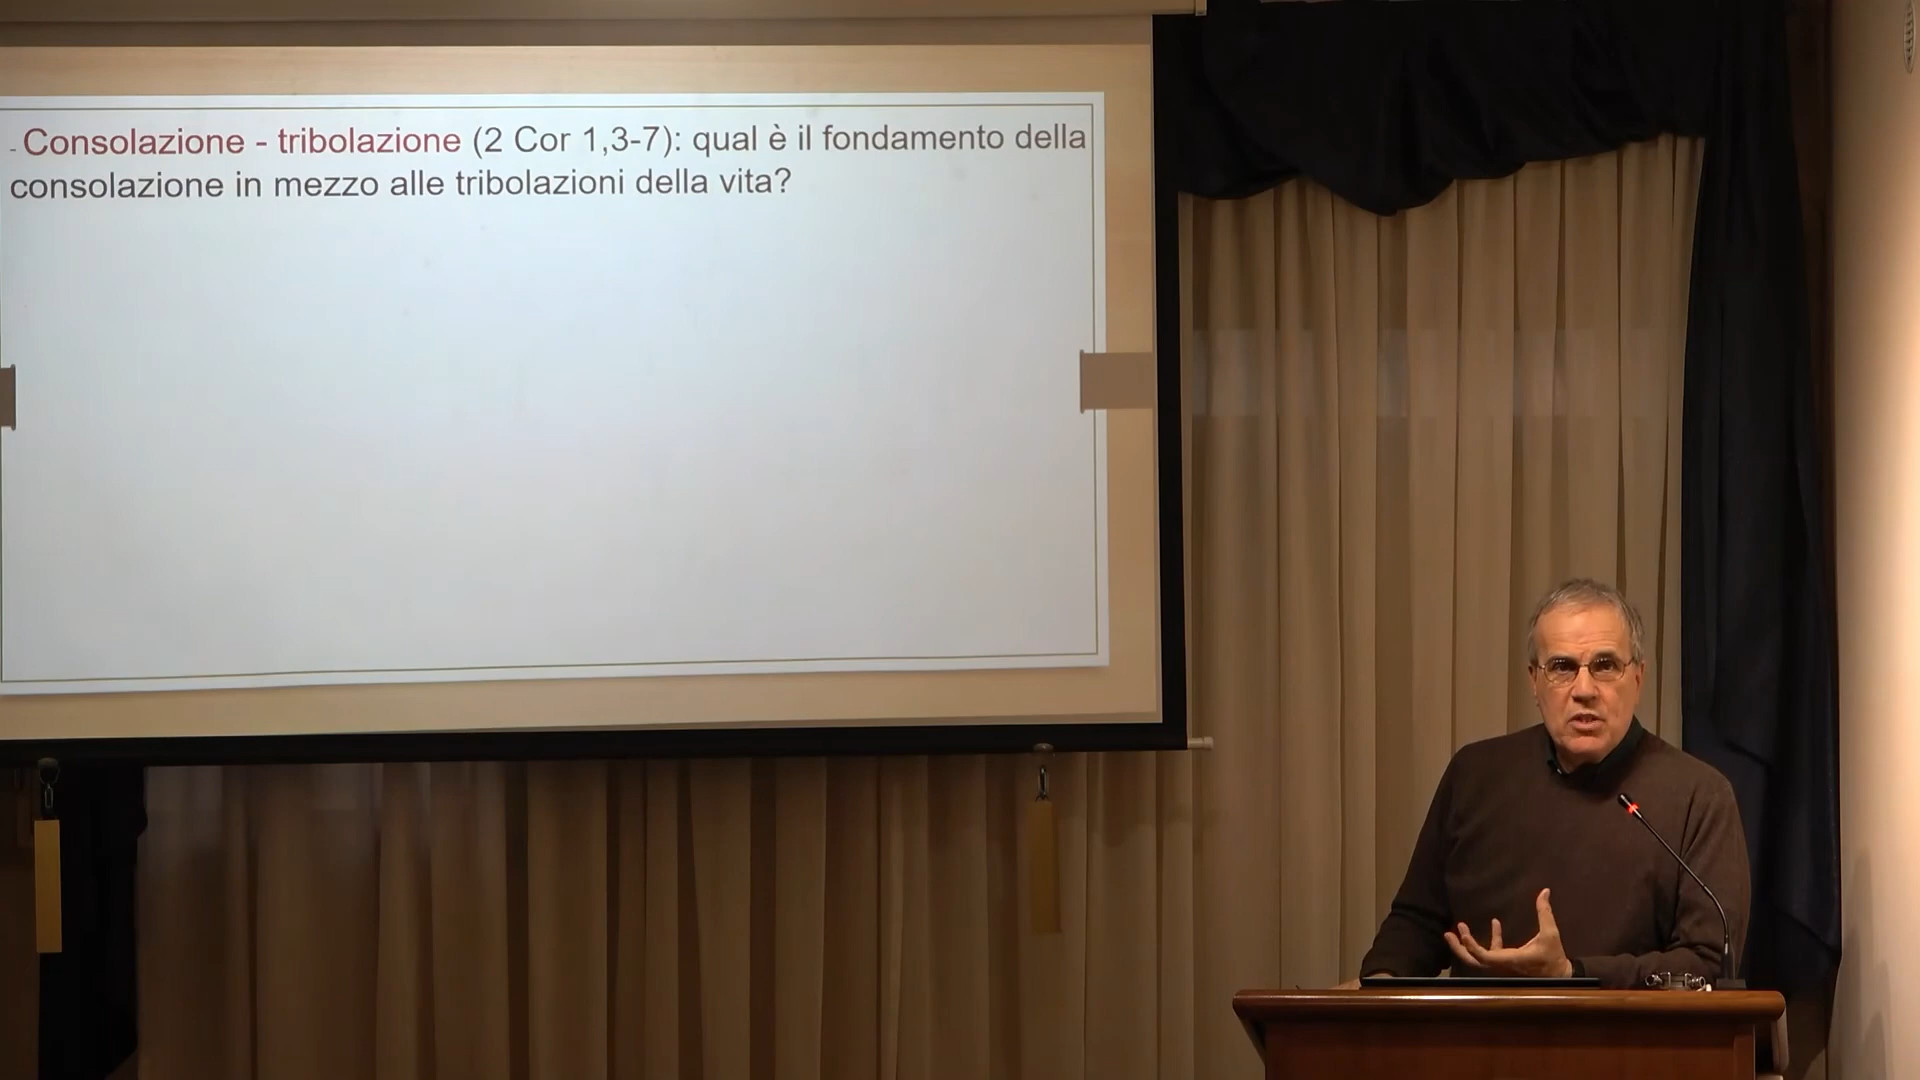 - Consolazione - tribolazione (2 Cor 1,3-7): qual è il fondamento della
consolazione in mezzo alle tribolazioni della vita?